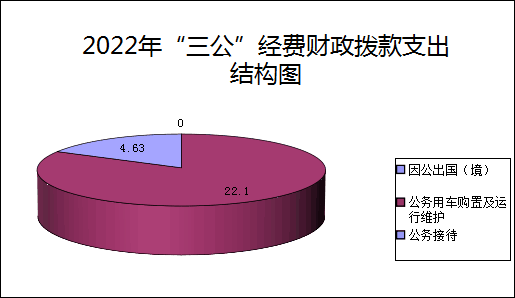 2022年“三公”经费财政拨款支出
结构图
0
4.63
22.1
因公出国（境）
公务用车购置及运
行维护
公务接待